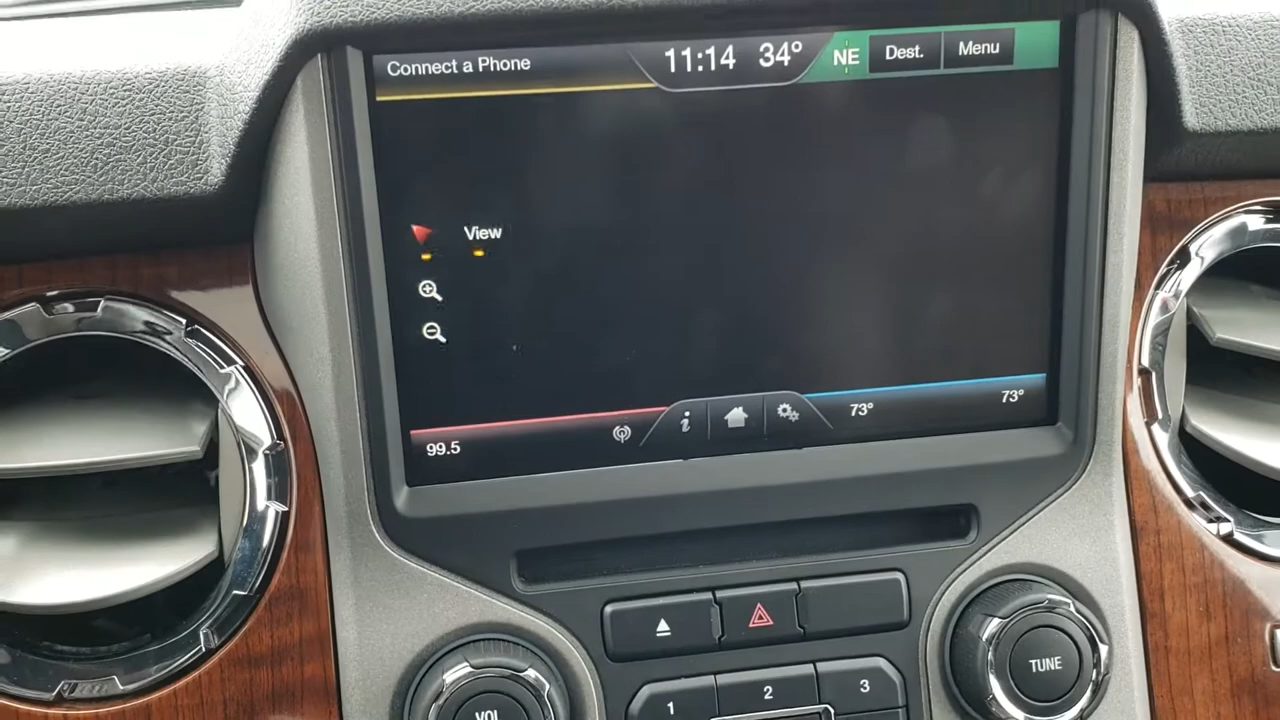 Connect a Phone
11:14 34°
NE
Dest.
Menu
View
99.5
i
73°
73°
TUNE
VOL
1
2
3